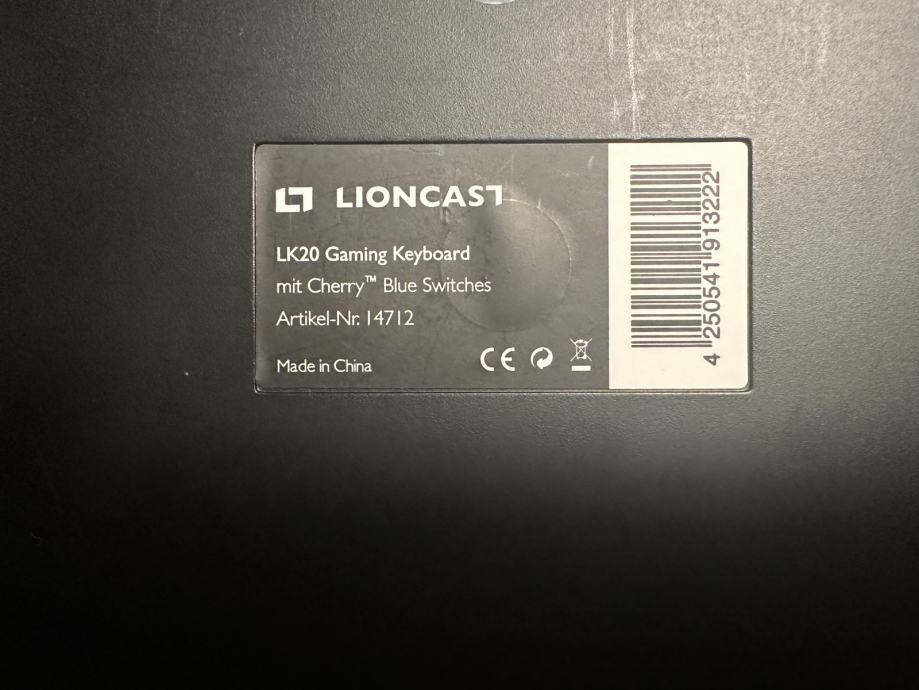 LIONCAST
LK20 Gaming Keyboard
mit Cherry™ Blue Switches
Artikel-Nr. 14712
Made in China
CE
4 250541 913222